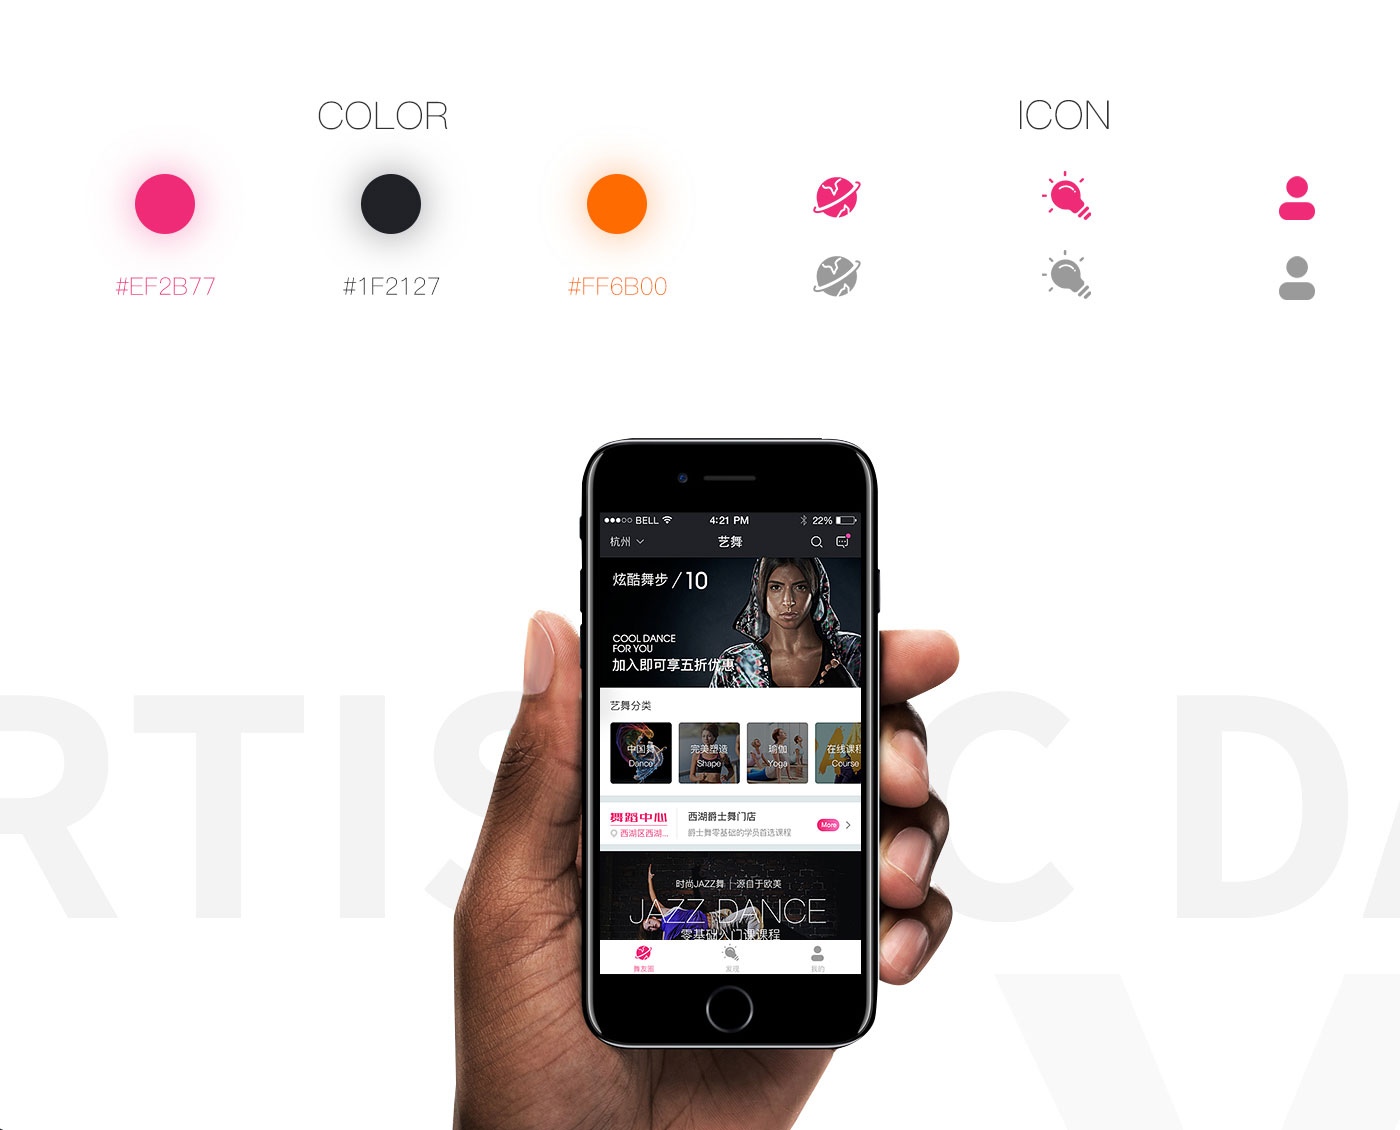 COLOR
ICON
#EF2B77
#1F2127
#FF6B00
BELL
4:21 PM
22%
杭州
艺舞
炫酷舞步 / 10
COOL DANCE
FOR YOU
加入即可享五折优惠
艺舞分类
中国舞
Dance
完美塑造
Shape
瑜伽
Yoga
在线课程
Course
舞蹈中心
西湖区西湖...
西湖爵士舞门店
爵士舞零基础的学员首选课程
More
时尚JAZZ舞 | 源自于欧美
JAZZ DANCE
零基础入门课课程
舞友圈
发现
我的
RTISTIC DA